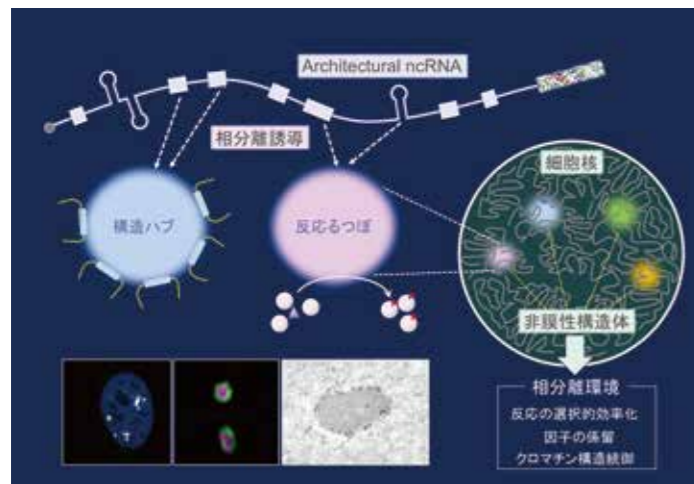 Architectural ncRNA
相分離誘導
構造ハブ
反応るつぼ
細胞核
非膜性構造体
相分離環境
反応の選択的効率化
因子の係留
クロマチン構造統御